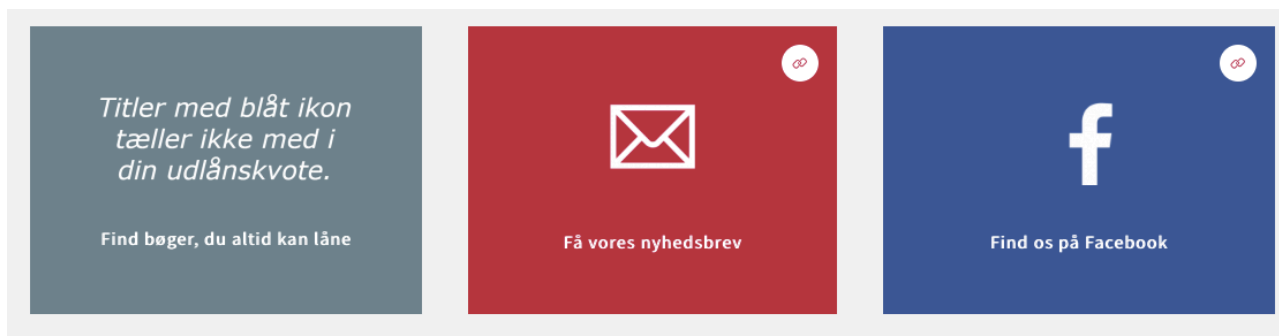 Titler med blåt ikon
tæller ikke med i
din udlånskvote.
Find bøger, du altid kan låne
Få vores nyhedsbrev
Find os på Facebook